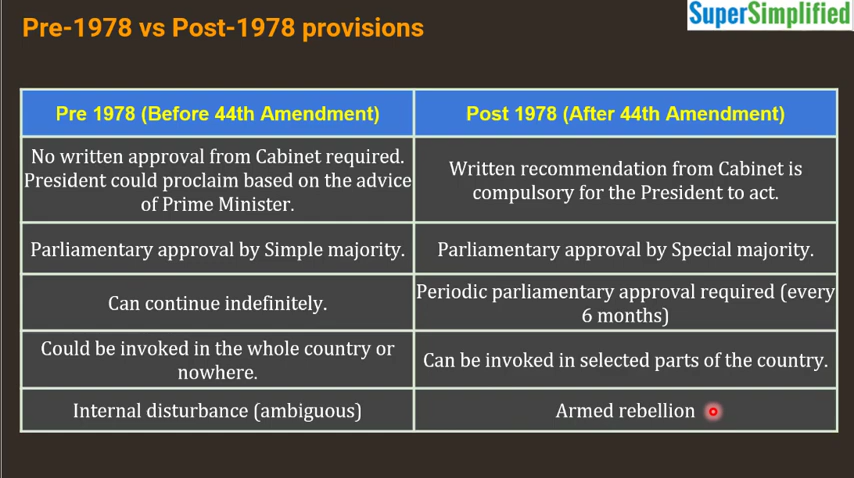 SuperSimplified
Pre-1978 vs Post-1978 provisions
Pre 1978 (Before 44th Amendment)
Post 1978 (After 44th Amendment)
No written approval from Cabinet required.
President could proclaim based on the advice
of Prime Minister.
Written recommendation from Cabinet is
compulsory for the President to act.
Parliamentary approval by Simple majority.
Parliamentary approval by Special majority.
Can continue indefinitely.
Periodic parliamentary approval required (every
6 months)
Could be invoked in the whole country or
nowhere.
Can be invoked in selected parts of the country.
Internal disturbance (ambiguous)
Armed rebellion